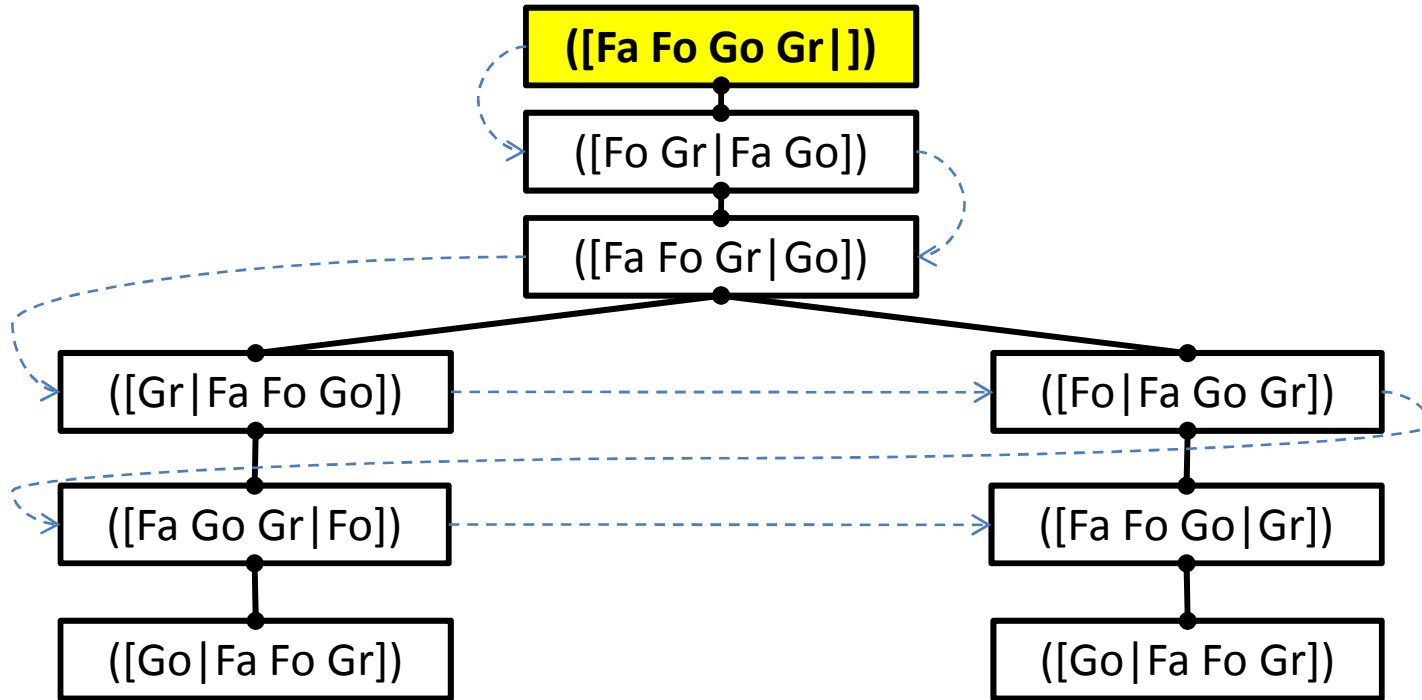 ([Fa Fo Go Gr|])
([Fo Gr|Fa Go])
([Fa Fo Gr|Go])
([Gr|Fa Fo Go])
([Fo|Fa Go Gr])
([Fa Go Gr|Fo])
([Fa Fo Go|Gr])
([Go|Fa Fo Gr])
([Go|Fa Fo Gr])